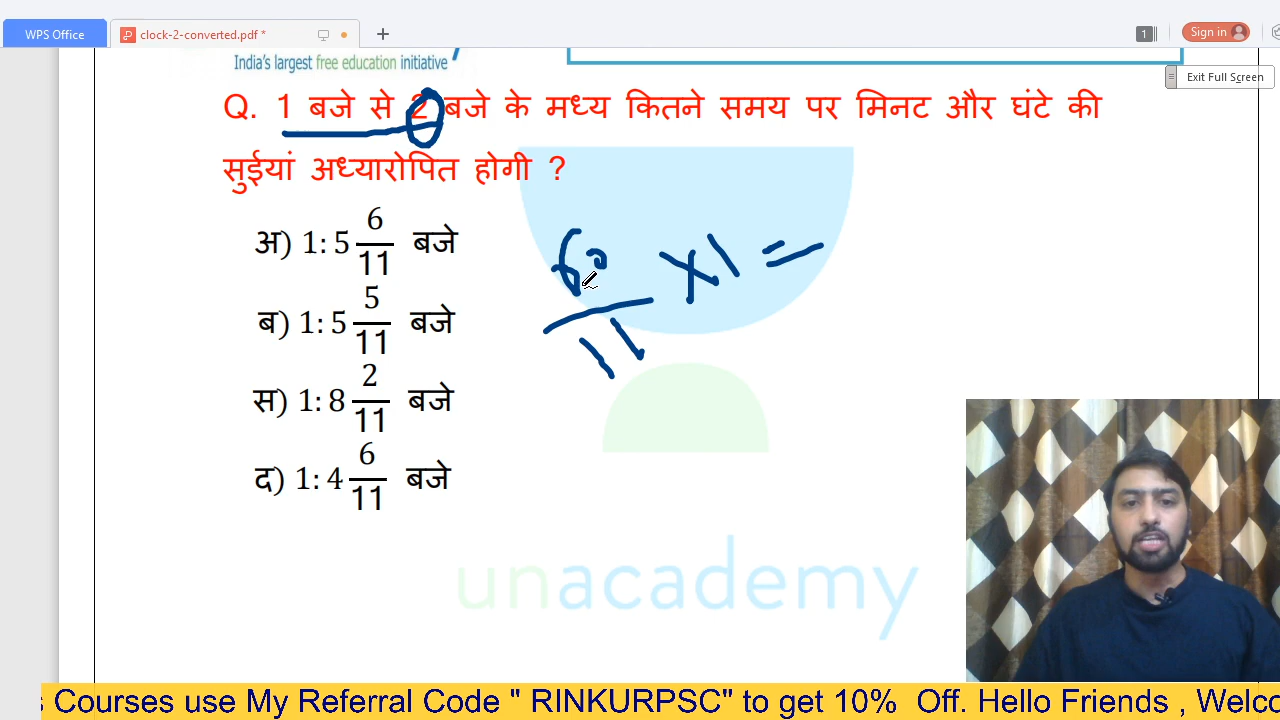 WPS Office
clock-2-converted.pdf *
+
1
Sign in
India's largest free education initiative
Exit Full Screen
Q. 1 बजे से 2 बजे के मध्य कितने समय पर मिनट और घंटे की
सुईयां अध्यारोपित होगी ?
अ) 1: 5 6/11 बजे
ब) 1: 5 5/11 बजे
स) 1: 8 2/11 बजे
द) 1: 4 6/11 बजे
60/11 X 1 =
unacademy
Courses use My Referral Code " RINKURPSC" to get 10% Off. Hello Friends , Welco